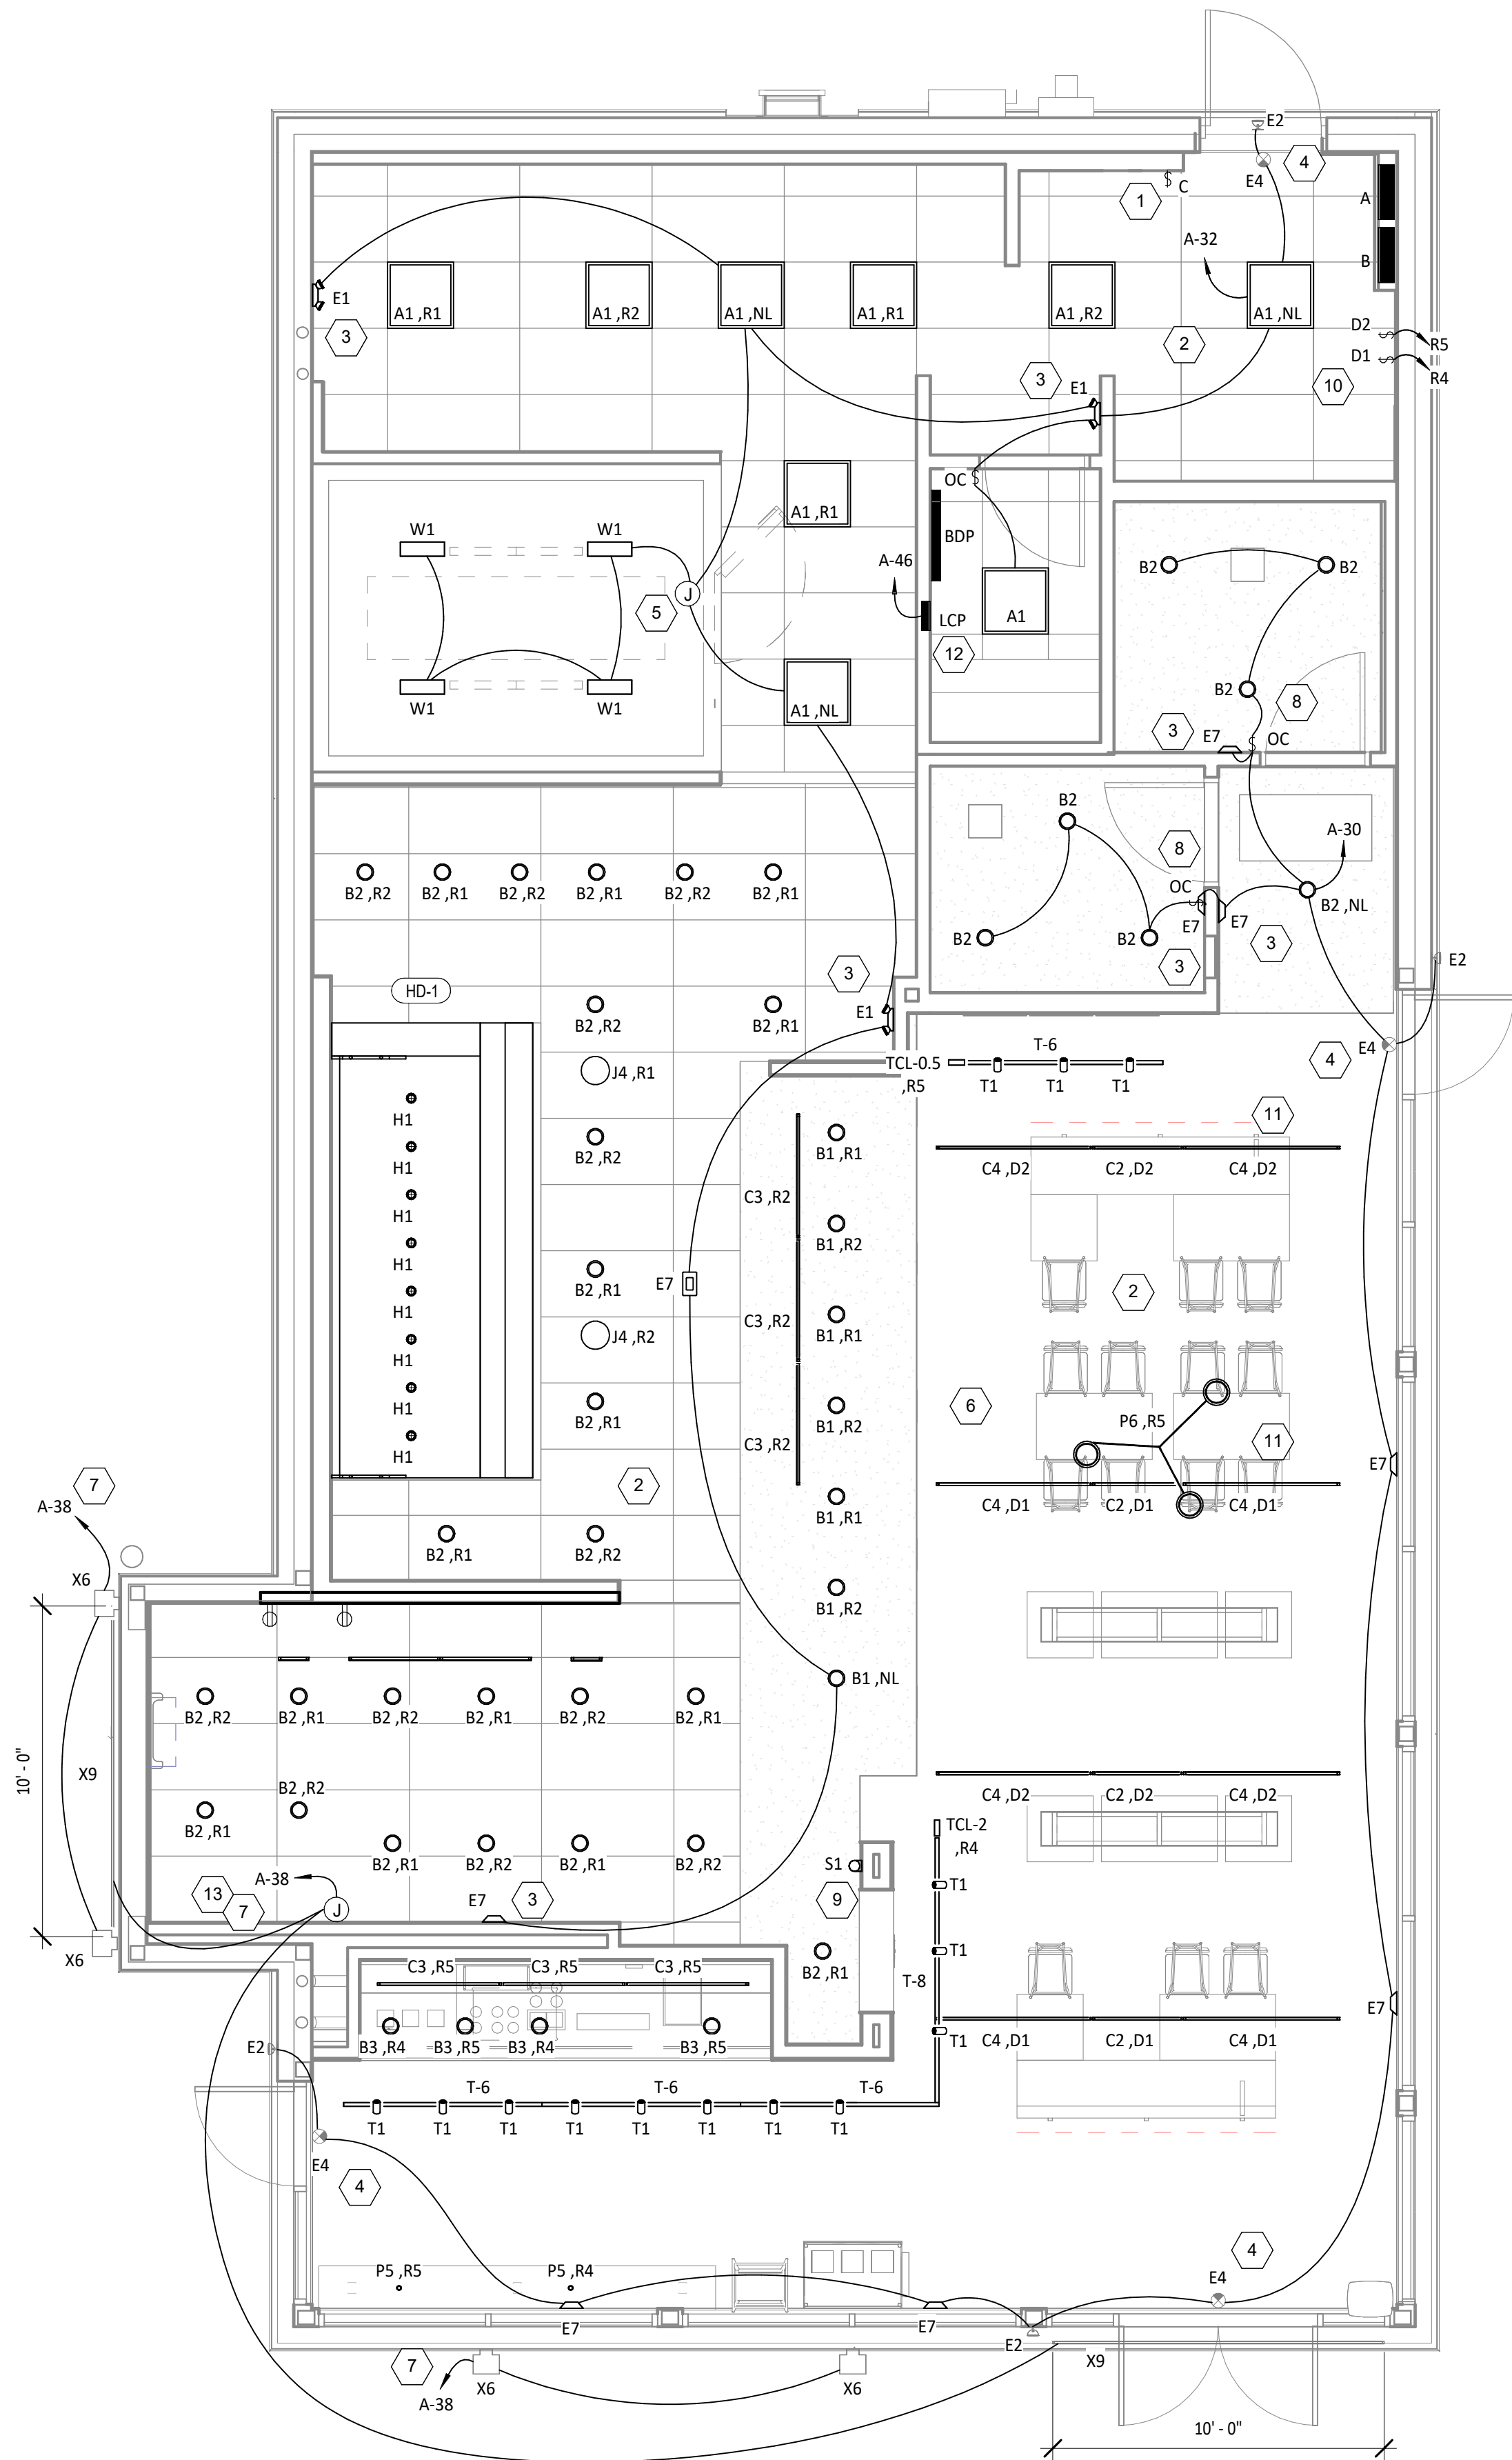 E2
4
E4
C
1
A
A-32
B
E1
A1 ,R1
A1 ,R2
A1 ,NL
A1 ,R1
A1 ,R2
A1 ,NL
3
2
D2
R5
D1
R4
3
E1
10
OC
A1 ,R1
W1
W1
BDP
A-46
B2
B2
5
J
LCP
A1
12
W1
W1
A1 ,NL
B2
8
3
E7
OC
B2
A-30
8
B2 ,R2
B2 ,R1
B2 ,R2
B2 ,R1
B2 ,R2
B2 ,R1
OC
B2 ,NL
E7
E7
B2
B2
3
3
E2
3
HD-1
E1
B2 ,R2
B2 ,R1
T-6
E4
4
TCL-0.5
,R5
T1
T1
T1
J4 ,R1
H1
11
B2 ,R2
B1 ,R1
H1
C4 ,D2
C2 ,D2
C4 ,D2
C3 ,R2
H1
B1 ,R2
H1
E7
B2 ,R1
2
H1
C3 ,R2
J4 ,R2
B1 ,R1
H1
6
P6 ,R5
H1
B2 ,R1
B1 ,R2
C3 ,R2
11
H1
E7
7
2
A-38
C4 ,D1
C2 ,D1
C4 ,D1
B1 ,R1
B2 ,R1
B2 ,R2
X6
B1 ,R2
B1 ,NL
B2 ,R2
B2 ,R1
B2 ,R2
B2 ,R1
B2 ,R2
B2 ,R1
10' - 0"
X9
B2 ,R2
C4 ,D2
C2 ,D2
C4 ,D2
B2 ,R1
TCL-2
,R4
B2 ,R1
B2 ,R2
B2 ,R1
B2 ,R2
S1
A-38
T1
13
7
J
E7
3
9
X6
B2 ,R1
T1
C3 ,R5
C3 ,R5
C3 ,R5
T-8
E7
B3 ,R4
B3 ,R5
B3 ,R4
B3 ,R5
T1
C4 ,D1
C2 ,D1
C4 ,D1
E2
T-6
T-6
T-6
T1
T1
T1
T1
T1
T1
T1
T1
E4
4
4
P5 ,R5
P5 ,R4
E4
E7
E7
E2
X9
7
X6
X6
A-38
10' - 0"